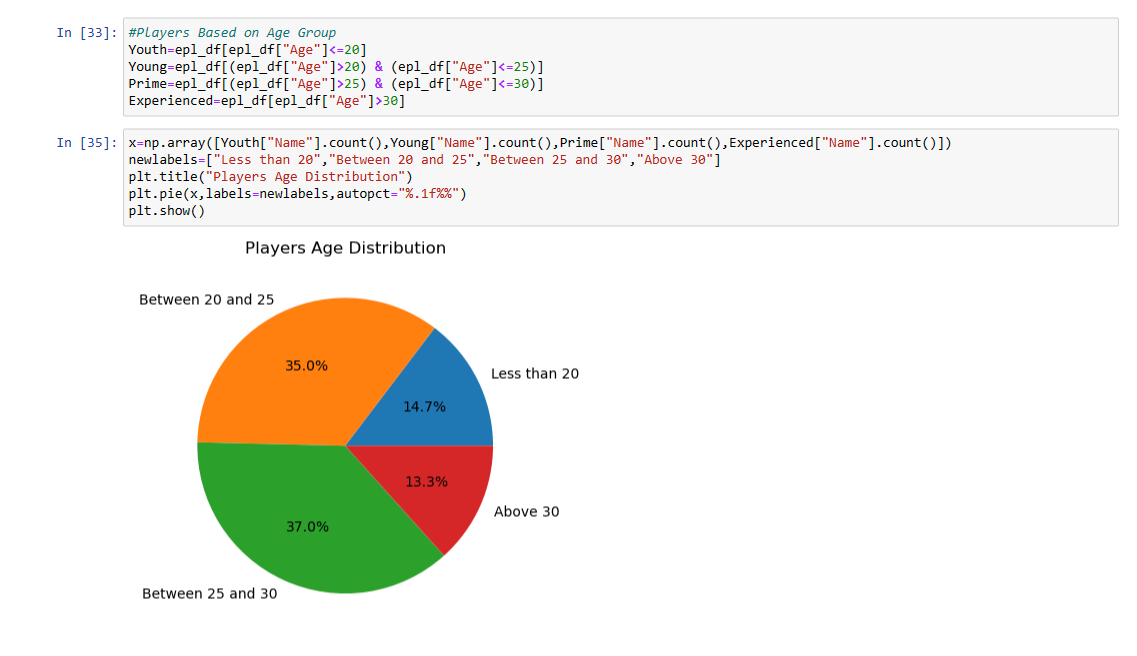 In [33]: #Players Based on Age Group
Youth=epl_df[epl_df["Age"]<=20]
Young=epl_df[(epl_df["Age"]>20) & (epl_df["Age"]<=25)]
Prime=epl_df[(epl_df["Age"]>25) & (epl_df["Age"]<=30)]
Experienced=epl_df[epl_df["Age"]>30]
In [35]: x=np.array([Youth["Name"].count(),Young["Name"].count(),Prime["Name"].count(),Experienced["Name"].count()])
newlabels=["Less than 20","Between 20 and 25","Between 25 and 30","Above 30"]
plt.title("Players Age Distribution")
plt.pie(x,labels=newlabels,autopct="%.1f%%")
plt.show()
Players Age Distribution
Between 20 and 25
35.0%
Less than 20
14.7%
13.3%
Above 30
37.0%
Between 25 and 30